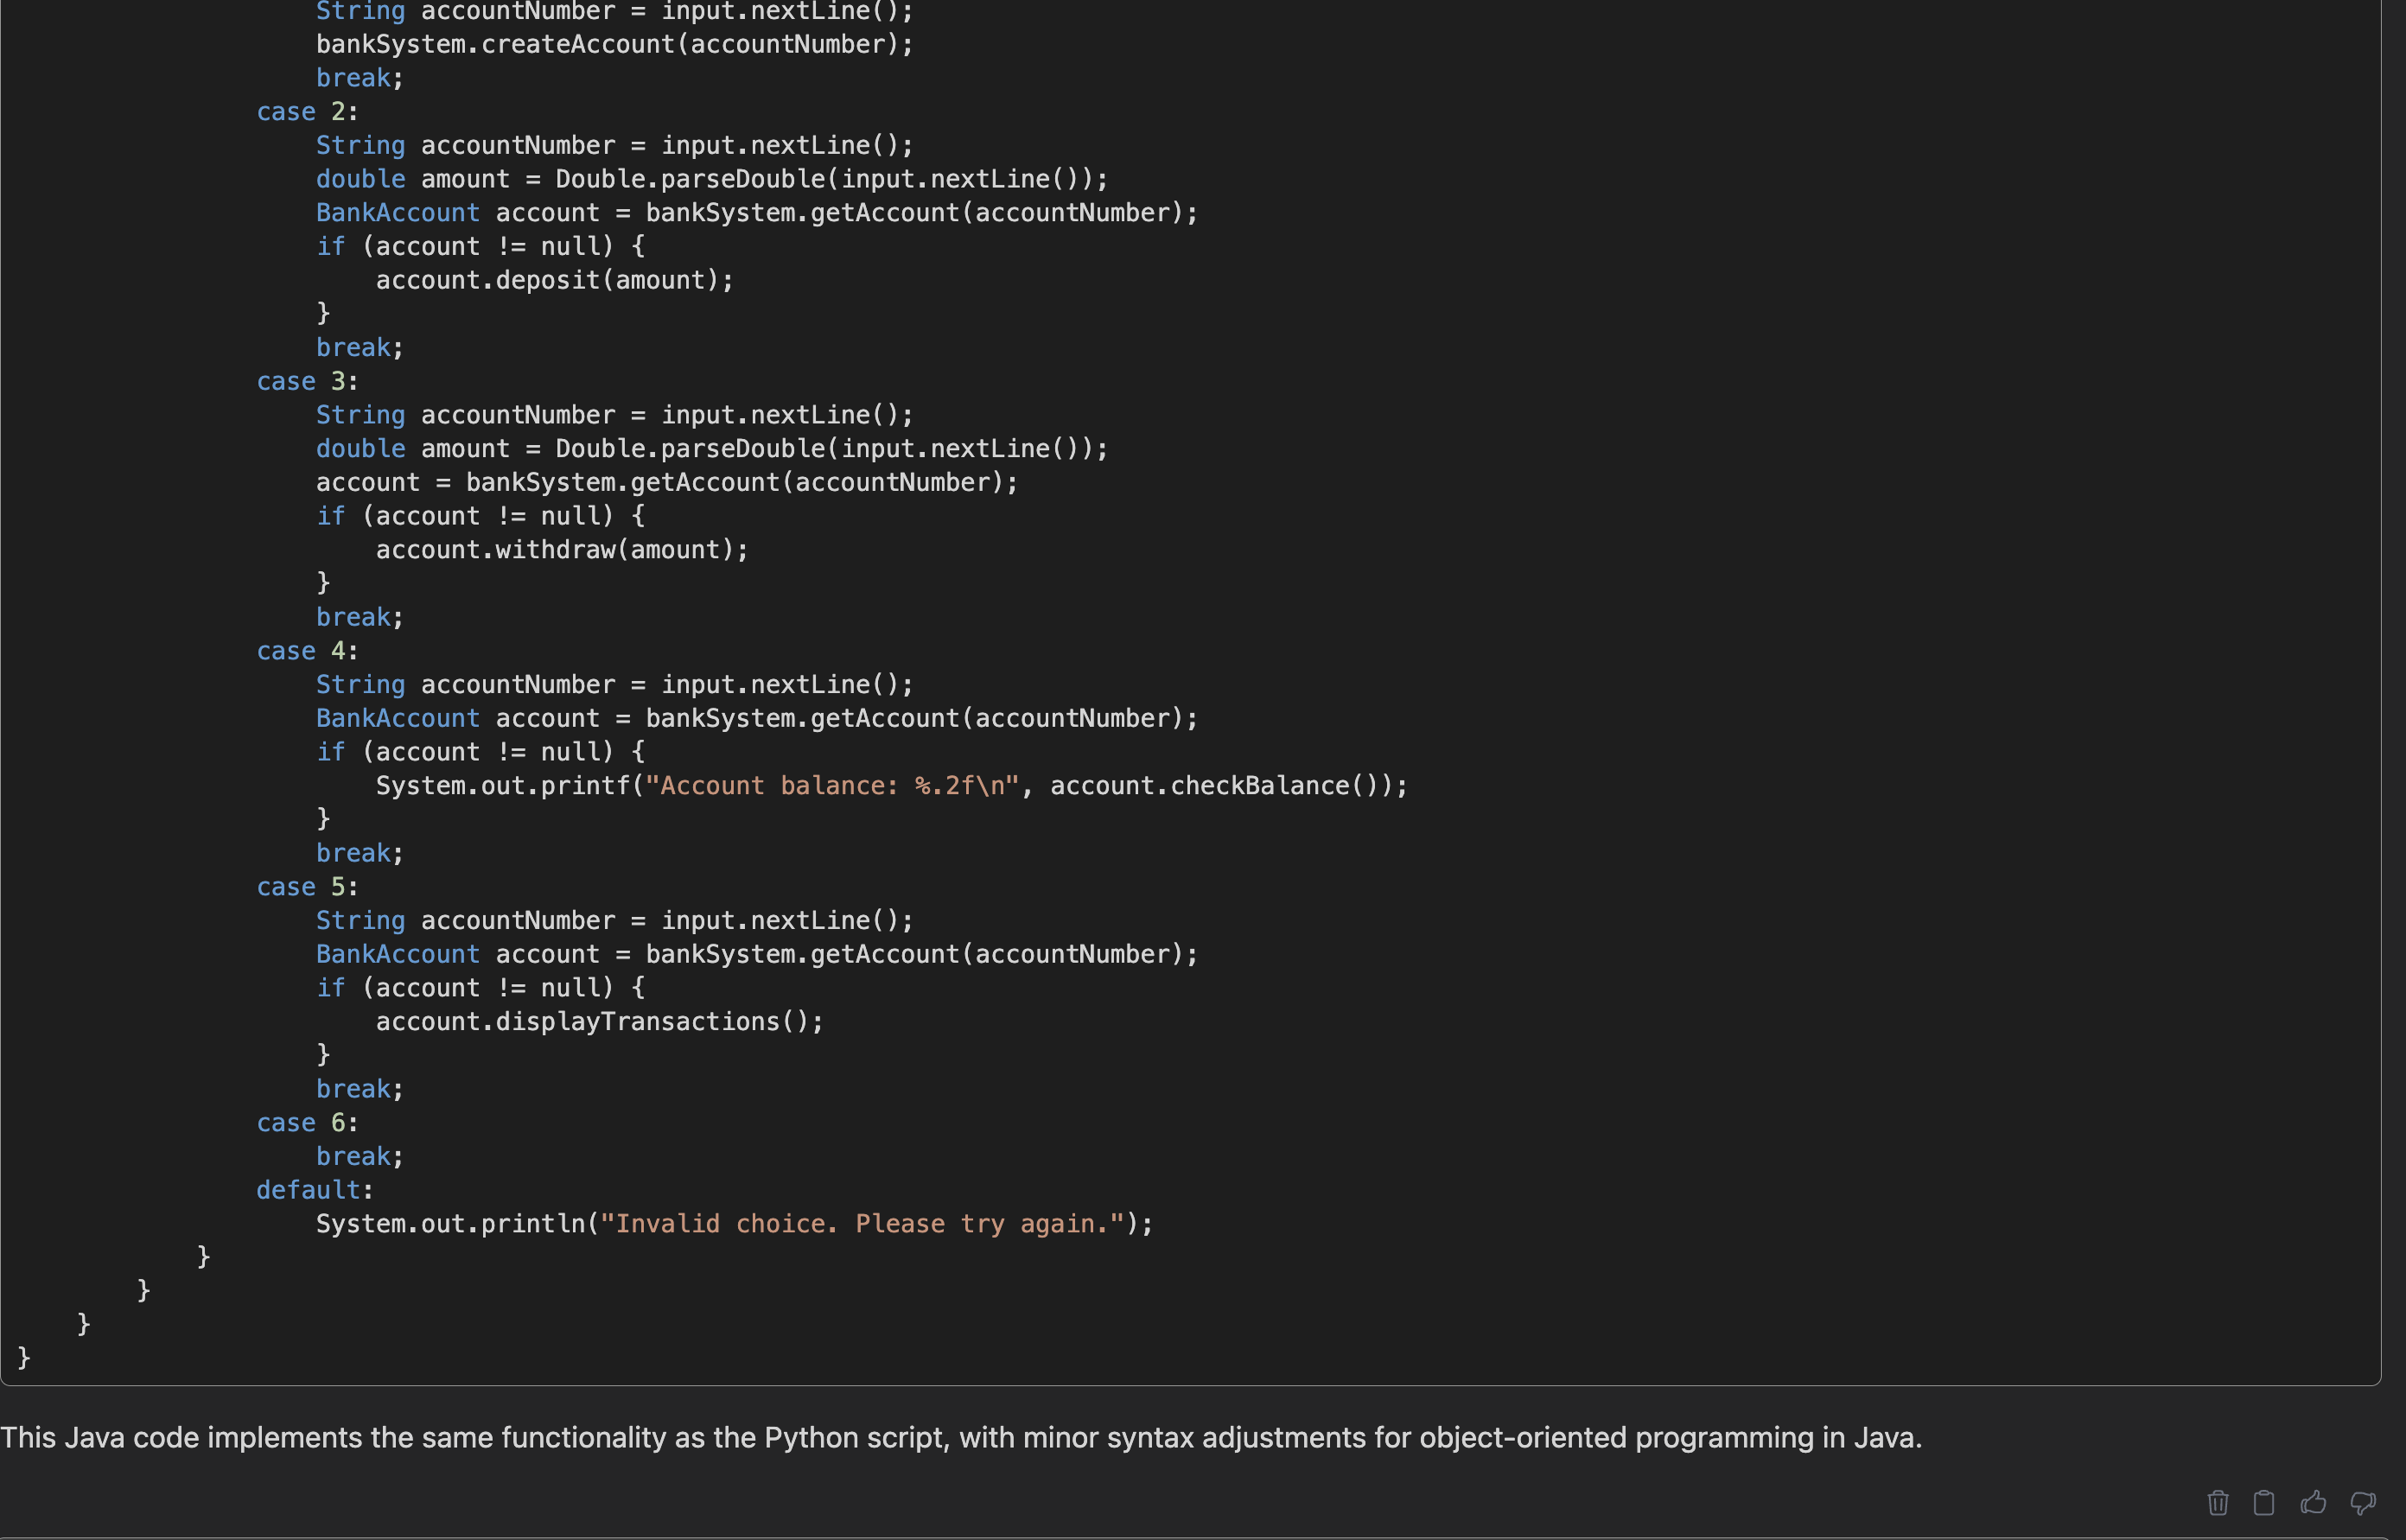 String accountNumber = input.nextLine();
bankSystem.createAccount(accountNumber);
break;
case 2:
String accountNumber = input.nextLine();
double amount = Double.parseDouble(input.nextLine());
BankAccount account = bankSystem.getAccount(accountNumber);
if (account != null) {
account.deposit(amount);
}
break;
case 3:
String accountNumber = input.nextLine();
double amount = Double.parseDouble(input.nextLine());
account = bankSystem.getAccount(accountNumber);
if (account != null) {
account.withdraw(amount);
}
break;
case 4:
String accountNumber = input.nextLine();
BankAccount account = bankSystem.getAccount(accountNumber);
if (account != null) {
System.out.printf("Account balance: %.2f\n", account.checkBalance());
}
break;
case 5:
String accountNumber = input.nextLine();
BankAccount account = bankSystem.getAccount(accountNumber);
if (account != null) {
account.displayTransactions();
}
break;
case 6:
break;
default:
System.out.println("Invalid choice. Please try again.");
}
}
}
}
This Java code implements the same functionality as the Python script, with minor syntax adjustments for object-oriented programming in Java.